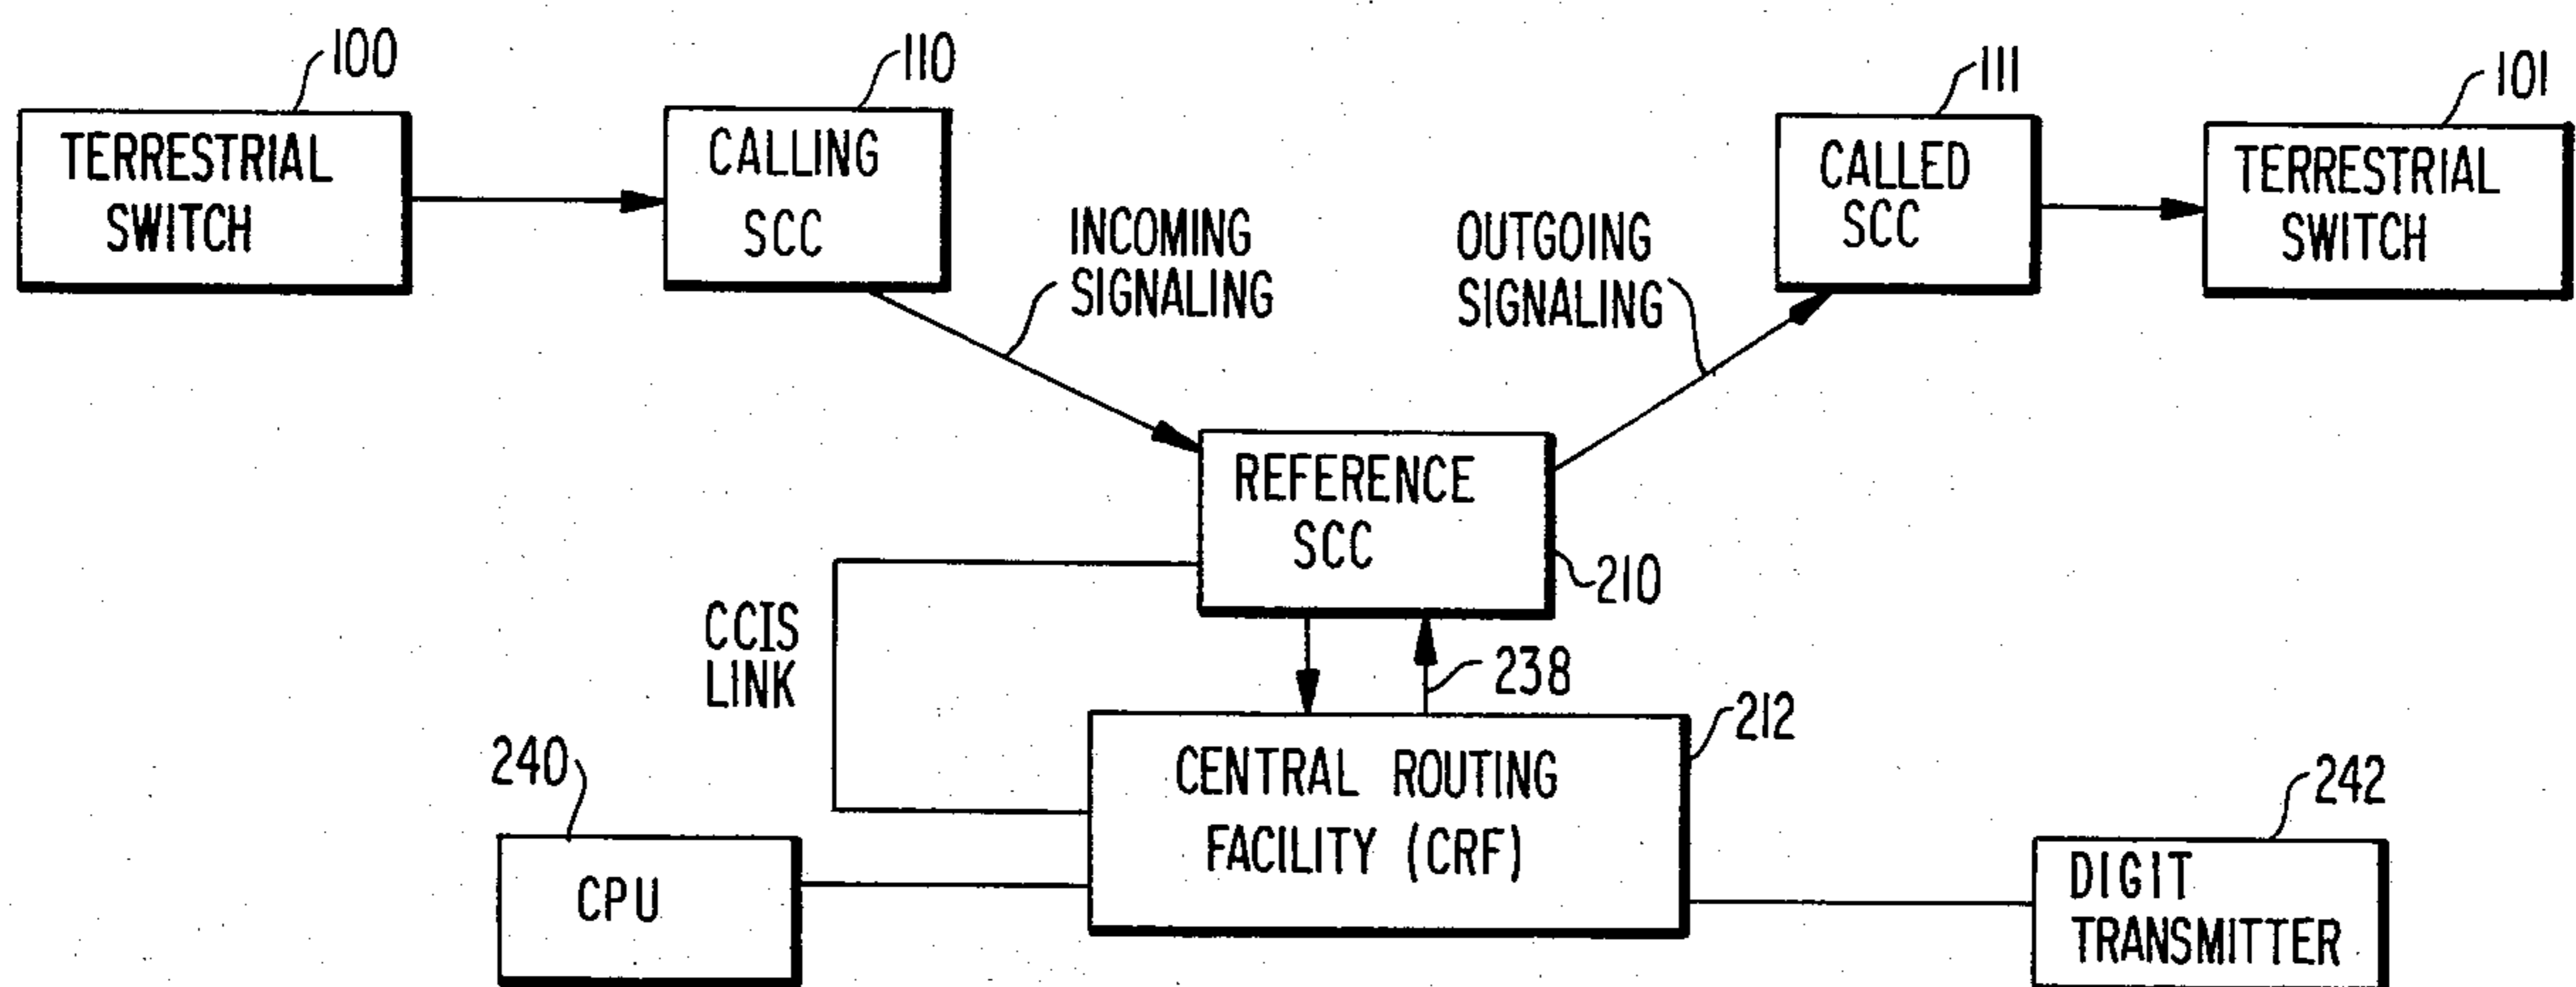 100
110
111
101
TERRESTRIAL
SWITCH
CALLING
SCC
CALLED
SCC
TERRESTRIAL
SWITCH
INCOMING
SIGNALING
OUTGOING
SIGNALING
REFERENCE
SCC
210
CCIS
LINK
238
212
240
CENTRAL ROUTING
FACILITY (CRF)
242
CPU
DIGIT
TRANSMITTER